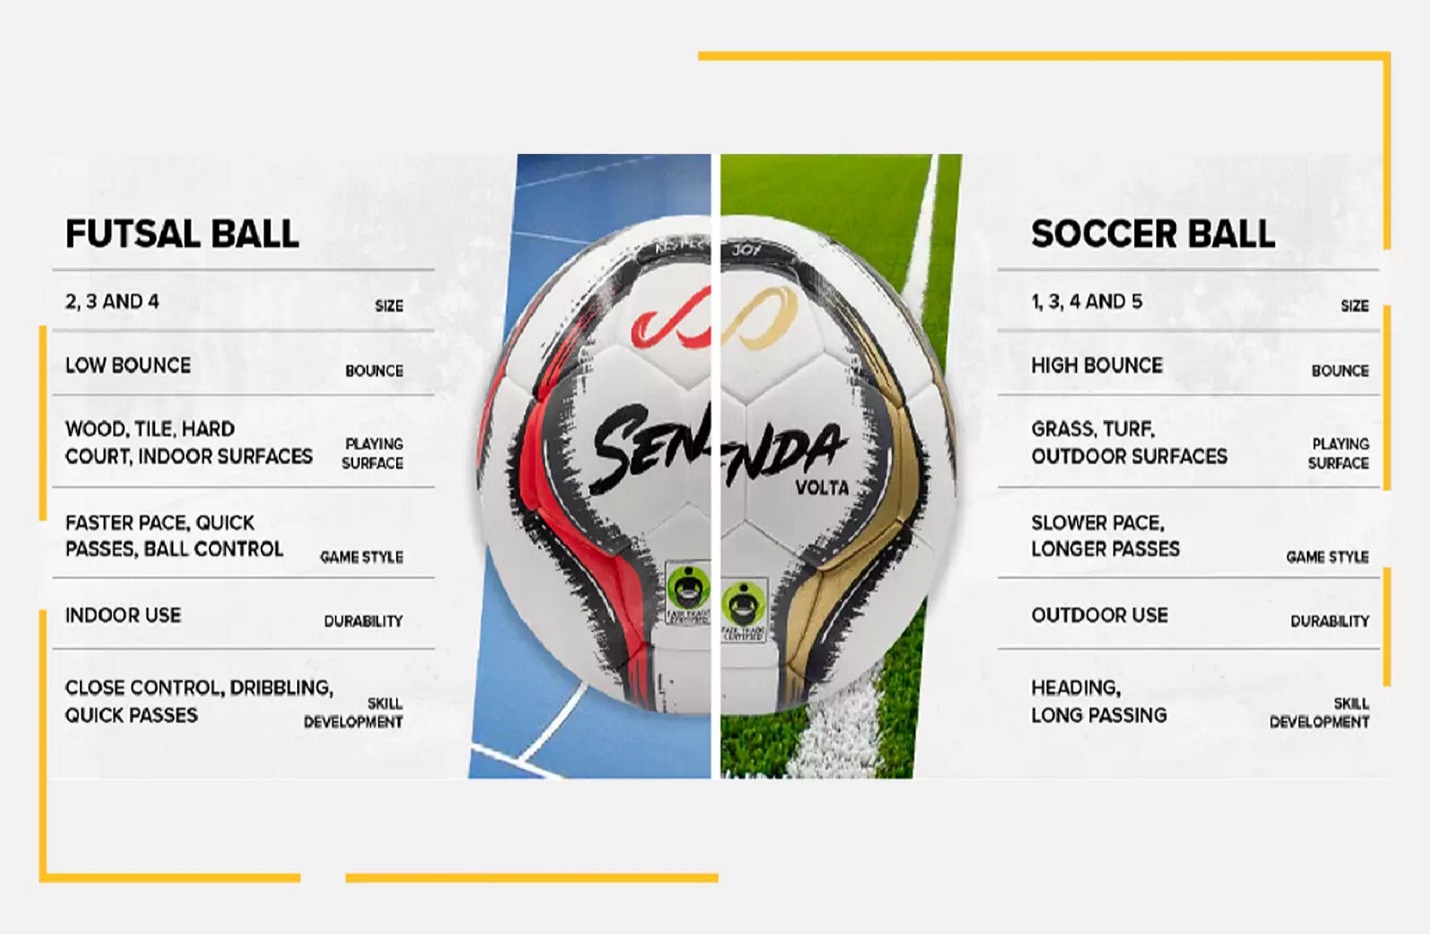 FUTSAL BALL
2, 3 AND 4
SIZE
LOW BOUNCE
BOUNCE
WOOD, TILE, HARD
COURT, INDOOR SURFACES
PLAYING
SURFACE
FASTER PACE, QUICK
PASSES, BALL CONTROL
GAME STYLE
INDOOR USE
DURABILITY
CLOSE CONTROL, DRIBBLING,
QUICK PASSES
SKILL
DEVELOPMENT
JOY
SEN
NDA
VOLTA
FAIR TRADE
CERTIFIED
SOCCER BALL
1, 3, 4 AND 5
SIZE
HIGH BOUNCE
BOUNCE
GRASS, TURF,
OUTDOOR SURFACES
PLAYING
SURFACE
SLOWER PACE,
LONGER PASSES
GAME STYLE
OUTDOOR USE
DURABILITY
HEADING,
LONG PASSING
SKILL
DEVELOPMENT